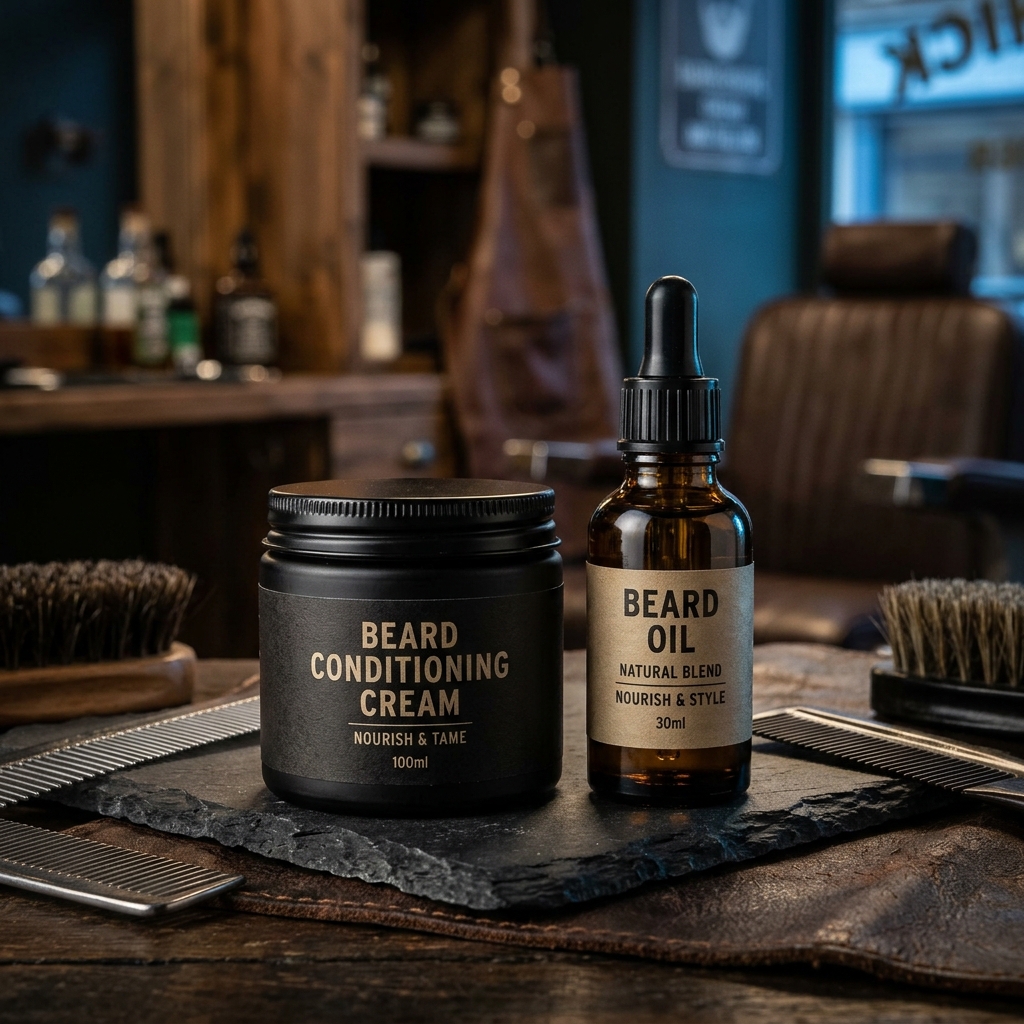 BEARD
CONDITIONING
CREAM
NOURISH & TAME
100ml
BEARD
OIL
NATURAL BLEND
NOURISH & STYLE
30ml